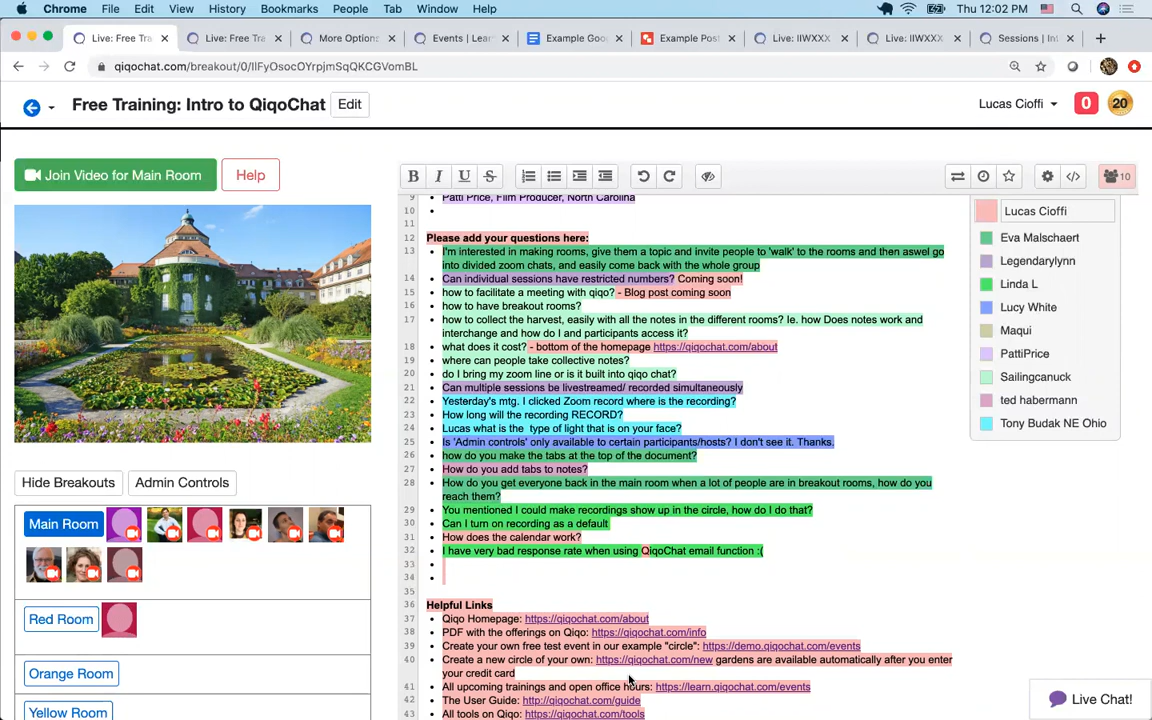 Chrome File Edit View History Bookmarks People Tab Window Help Thu 12:02 PM
Live: Free Tra Live: Free Tra More Option Events | Lear Example Goo Example Post Live: IIWXXX Live: IIWXXX Sessions | Int
qiqochat.com/breakout/0/IlFyOsocOYrpjmSqQKCGVomBL
Free Training: Intro to QiqoChat Edit Lucas Cioffi 0 20
Join Video for Main Room Help
B I U S 10
9 Patti Price, Film Producer, North Carolina
10
11
12 Please add your questions here:
13 I'm interested in making rooms, give them a topic and invite people to 'walk' to the rooms and then aswel go
into divided zoom chats, and easily come back with the whole group
14 Can individual sessions have restricted numbers? Coming soon!
15 how to facilitate a meeting with qiqo? - Blog post coming soon
16 how to have breakout rooms?
17 how to collect the harvest, easily with all the notes in the different rooms? Ie. how Does notes work and
interchange and how do I and participants access it?
18 what does it cost? - bottom of the homepage https://qiqochat.com/about
19 where can people take collective notes?
20 do I bring my zoom line or is it built into qiqo chat?
21 Can multiple sessions be livestreamed/ recorded simultaneously
22 Yesterday's mtg. I clicked Zoom record where is the recording?
23 How long will the recording RECORD?
24 Lucas what is the type of light that is on your face?
25 Is 'Admin controls' only available to certain participants/hosts? I don't see it. Thanks.
26 how do you make the tabs at the top of the document?
27 How do you add tabs to notes?
28 How do you get everyone back in the main room when a lot of people are in breakout rooms, how do you
reach them?
29 You mentioned I could make recordings show up in the circle, how do I do that?
30 Can I turn on recording as a default
31 How does the calendar work?
32 I have very bad response rate when using QiqoChat email function :(
33
34
35
36 Helpful Links
37 Qiqo Homepage: https://qiqochat.com/about
38 PDF with the offerings on Qiqo: https://qiqochat.com/info
39 Create your own free test event in our example "circle": https://demo.qiqochat.com/events
40 Create a new circle of your own: https://qiqochat.com/new gardens are available automatically after you enter
your credit card
41 All upcoming trainings and open office hours: https://learn.qiqochat.com/events
42 The User Guide: http://qiqochat.com/guide
43 All tools on Qiqo: https://qiqochat.com/tools
Lucas Cioffi
Eva Malschaert
Legendarylynn
Linda L
Lucy White
Maqui
PattiPrice
Sailingcanuck
ted habermann
Tony Budak NE Ohio
Hide Breakouts Admin Controls
Main Room
Red Room
Orange Room
Yellow Room
Live Chat!